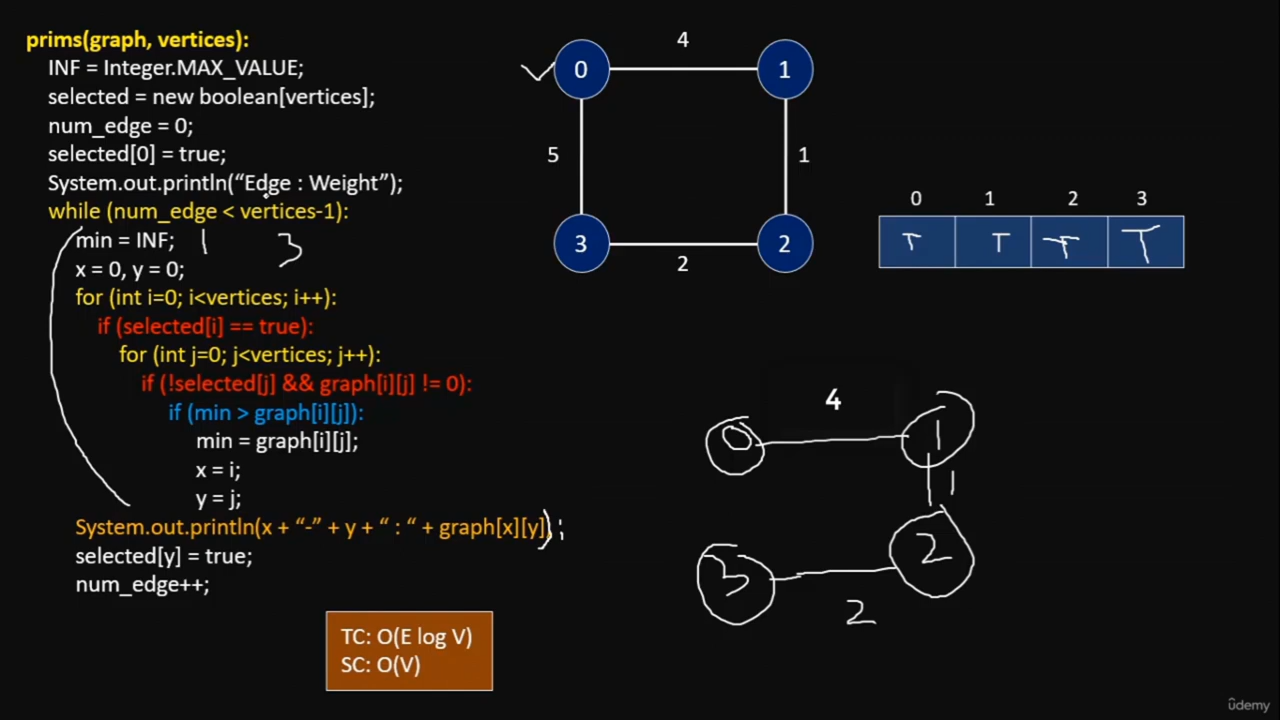 prims(graph, vertices):
INF = Integer.MAX_VALUE;
selected = new boolean[vertices];
num_edge = 0;
selected[0] = true;
System.out.println(“Edge : Weight”);
while (num_edge < vertices-1):
min = INF;
1 3
x = 0, y = 0;
for (int i=0; i<vertices; i++):
if (selected[i] == true):
for (int j=0; j<vertices; j++):
if (!selected[j] && graph[i][j] != 0):
if (min > graph[i][j]):
min = graph[i][j];
x = i;
y = j;
System.out.println(x + “-” + y + “ : “ + graph[x][y]);
selected[y] = true;
num_edge++;
TC: O(E log V)
SC: O(V)
4
0 1
5 1
3 2
2
0 1 2 3
T T T T
4
0 1
1
3 2
2
ûdemy